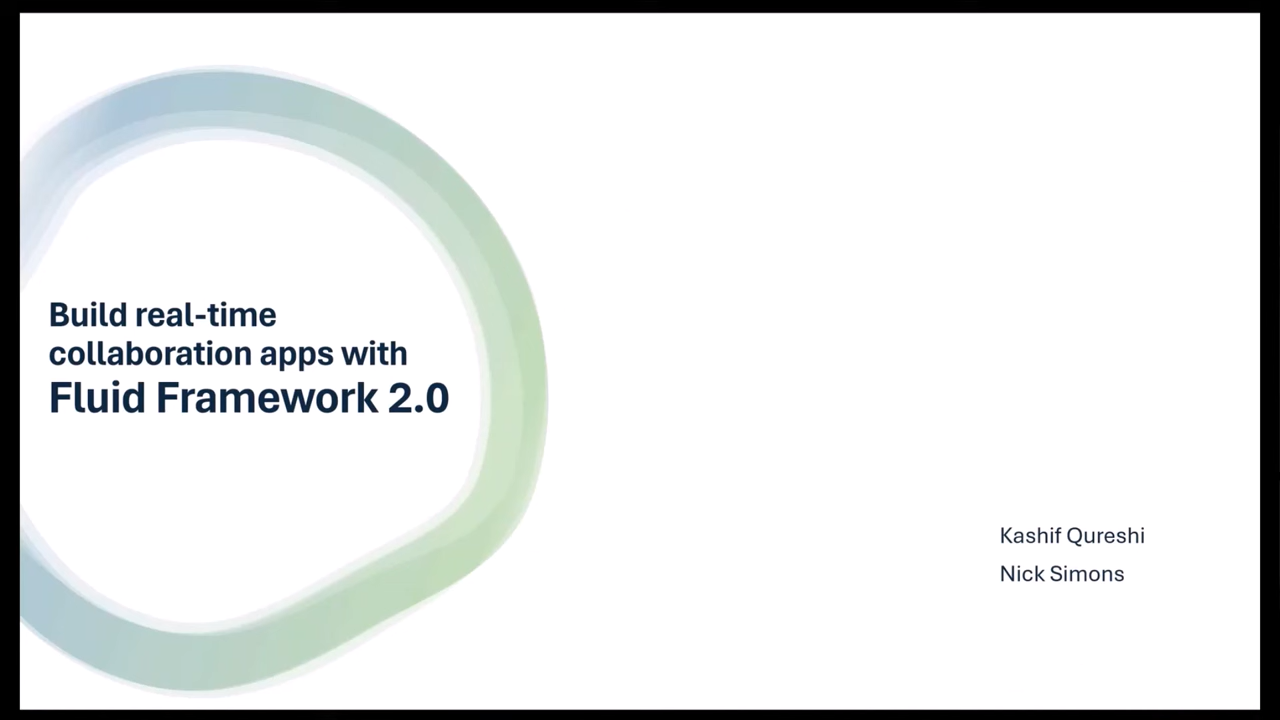 Build real-time
collaboration apps with
Fluid Framework 2.0
Kashif Qureshi
Nick Simons